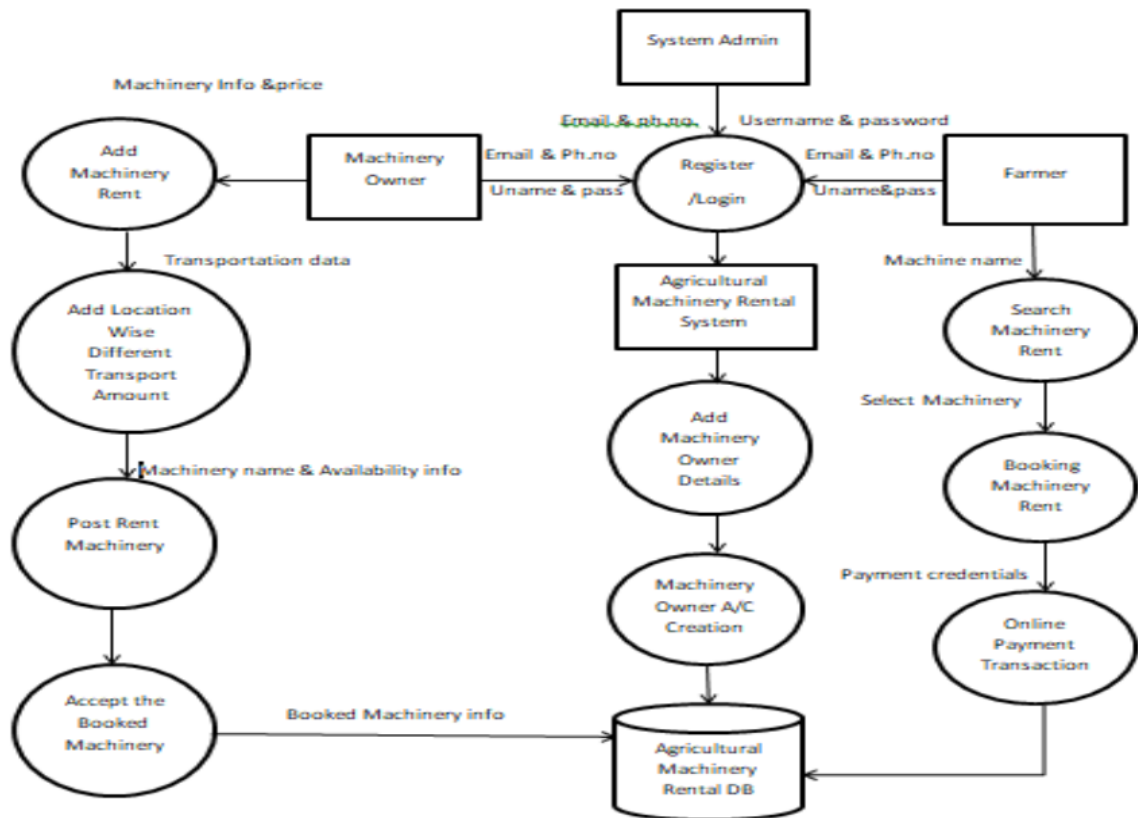 System Admin
Machinery Info &price
Email & ph.no.
Username & password
Add
Machinery
Rent
Machinery
Owner
Email & Ph.no
Uname & pass
Register
/Login
Email & Ph.no
Uname&pass
Farmer
Transportation data
Machine name
Add Location
Wise
Different
Transport
Amount
Agricultural
Machinery Rental
System
Search
Machinery
Rent
Select Machinery
Add
Machinery
Owner
Details
Machinery name & Availability info
Booking
Machinery
Rent
Post Rent
Machinery
Payment credentials
Machinery
Owner A/C
Creation
Online
Payment
Transaction
Accept the
Booked
Machinery
Booked Machinery info
Agricultural
Machinery
Rental DB